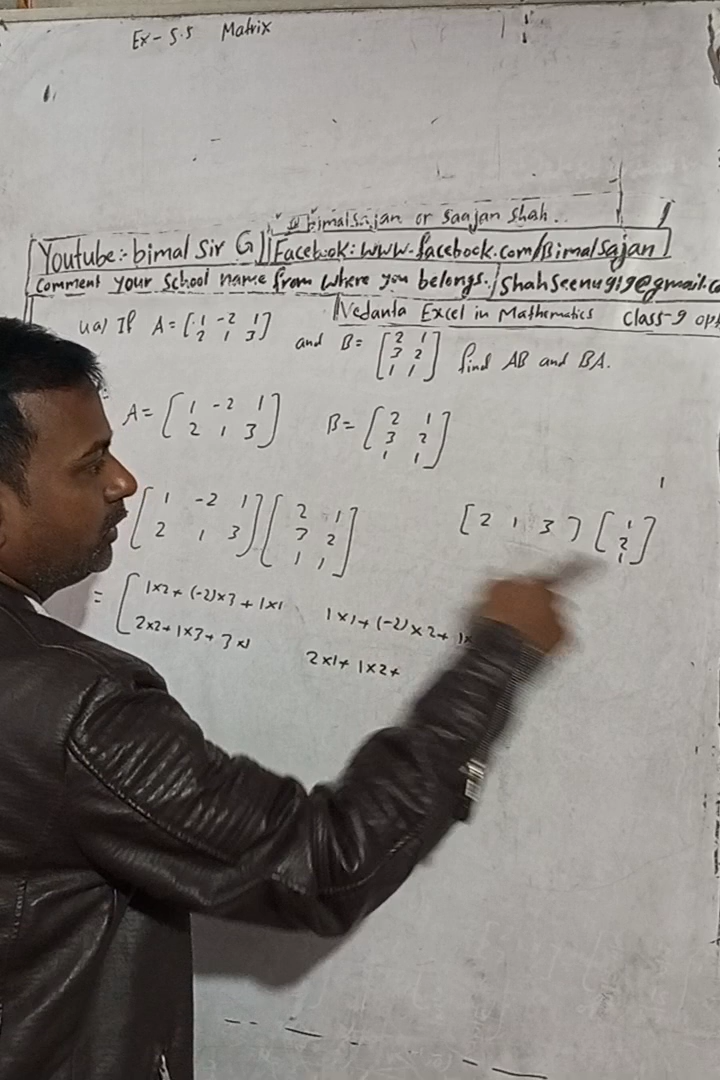 Ex - 5.5 Matrix
@ bimalsajan or saajan shah..
Youtube:- bimal Sir G || Facebook: www.facebook.com/Bimalsajan
Comment your School name from where you belongs. / Shahseenu919@gmail.c
Vedanta Excel in Mathematics Class-9 opt
4a) If A = [1 -2 1
2 1 3] and B = [2 1
3 2
1 1] find AB and BA.
A = [1 -2 1
2 1 3] B = [2 1
3 2
1 1]
[1 -2 1
2 1 3] [2 1
3 2
1 1] [2 1 3] [1
2
1]
= [1×2 + (-2)×3 + 1×1 1×1 + (-2)×2 + 1×
2×2 + 1×3 + 3×1 2×1 + 1×2 +